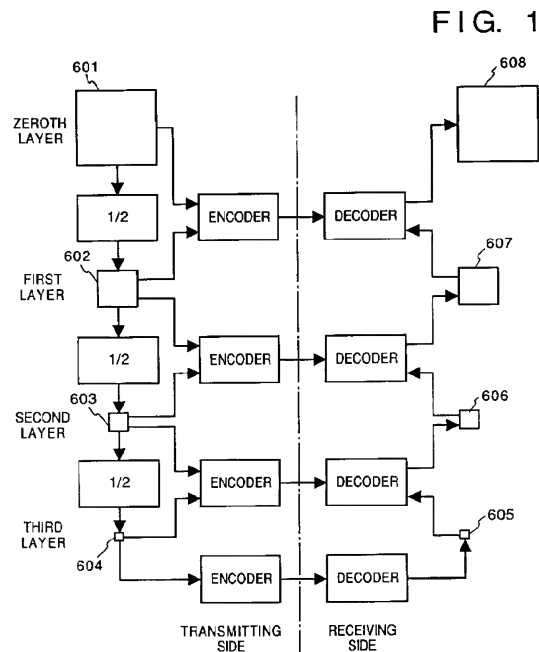 FIG. 1
601
608
ZEROTH
LAYER
1/2
ENCODER
DECODER
602
607
FIRST
LAYER
1/2
ENCODER
DECODER
603
606
SECOND
LAYER
1/2
ENCODER
DECODER
THIRD
LAYER
604
605
ENCODER
DECODER
TRANSMITTING
SIDE
RECEIVING
SIDE